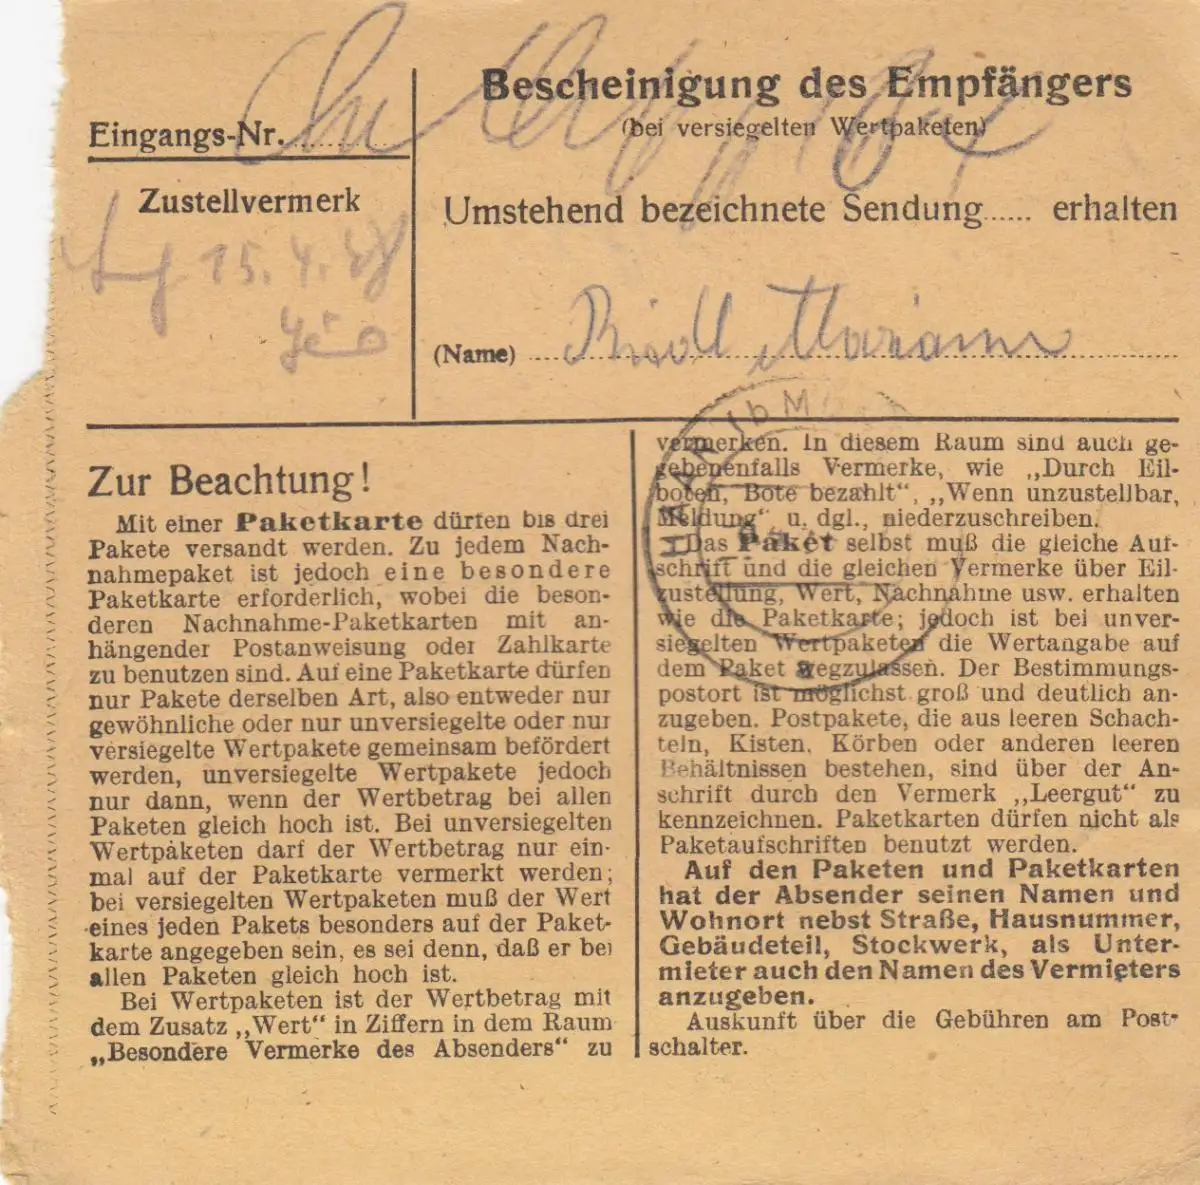 Bescheinigung des Empfängers
(bei versiegelten Wertpaketen)
Eingangs-Nr.
Zustellvermerk
15. 4. 48
Umstehend bezeichnete Sendung...... erhalten
(Name) Marianne
HAAR (b M
a
Zur Beachtung!
Mit einer Paketkarte dürfen bis drei
Pakete versandt werden. Zu jedem Nach-
nahmepaket ist jedoch eine besondere
Paketkarte erforderlich, wobei die beson-
deren Nachnahme-Paketkarten mit an-
hängender Postanweisung oder Zahlkarte
zu benutzen sind. Auf eine Paketkarte dürfen
nur Pakete derselben Art, also entweder nur
gewöhnliche oder nur unversiegelte oder nur
versiegelte Wertpakete gemeinsam befördert
werden, unversiegelte Wertpakete jedoch
nur dann, wenn der Wertbetrag bei allen
Paketen gleich hoch ist. Bei unversiegelten
Wertpaketen darf der Wertbetrag nur ein-
mal auf der Paketkarte vermerkt werden;
bei versiegelten Wertpaketen muß der Wert
eines jeden Pakets besonders auf der Paket-
karte angegeben sein, es sei denn, daß er bei
allen Paketen gleich hoch ist.
Bei Wertpaketen ist der Wertbetrag mit
dem Zusatz „Wert“ in Ziffern in dem Raum
„Besondere Vermerke des Absenders“ zu
vermerken. In diesem Raum sind auch ge-
gebenenfalls Vermerke, wie „Durch Eil-
boten, Bote bezahlt“, „Wenn unzustellbar,
Meldung“ u. dgl., niederzuschreiben.
Das Paket selbst muß die gleiche Auf-
schrift und die gleichen Vermerke über Eil-
zustellung, Wert, Nachnahme usw. erhalten
wie die Paketkarte; jedoch ist bei unver-
siegelten Wertpaketen die Wertangabe auf
dem Paket wegzulassen. Der Bestimmungs-
postort ist möglichst groß und deutlich an-
zugeben. Postpakete, die aus leeren Schach-
teln, Kisten, Körben oder anderen leeren
Behältnissen bestehen, sind über der An-
schrift durch den Vermerk „Leergut“ zu
kennzeichnen. Paketkarten dürfen nicht als
Paketaufschriften benutzt werden.
Auf den Paketen und Paketkarten
hat der Absender seinen Namen und
Wohnort nebst Straße, Hausnummer,
Gebäudeteil, Stockwerk, als Unter-
mieter auch den Namen des Vermieters
anzugeben.
Auskunft über die Gebühren am Post-
schalter.